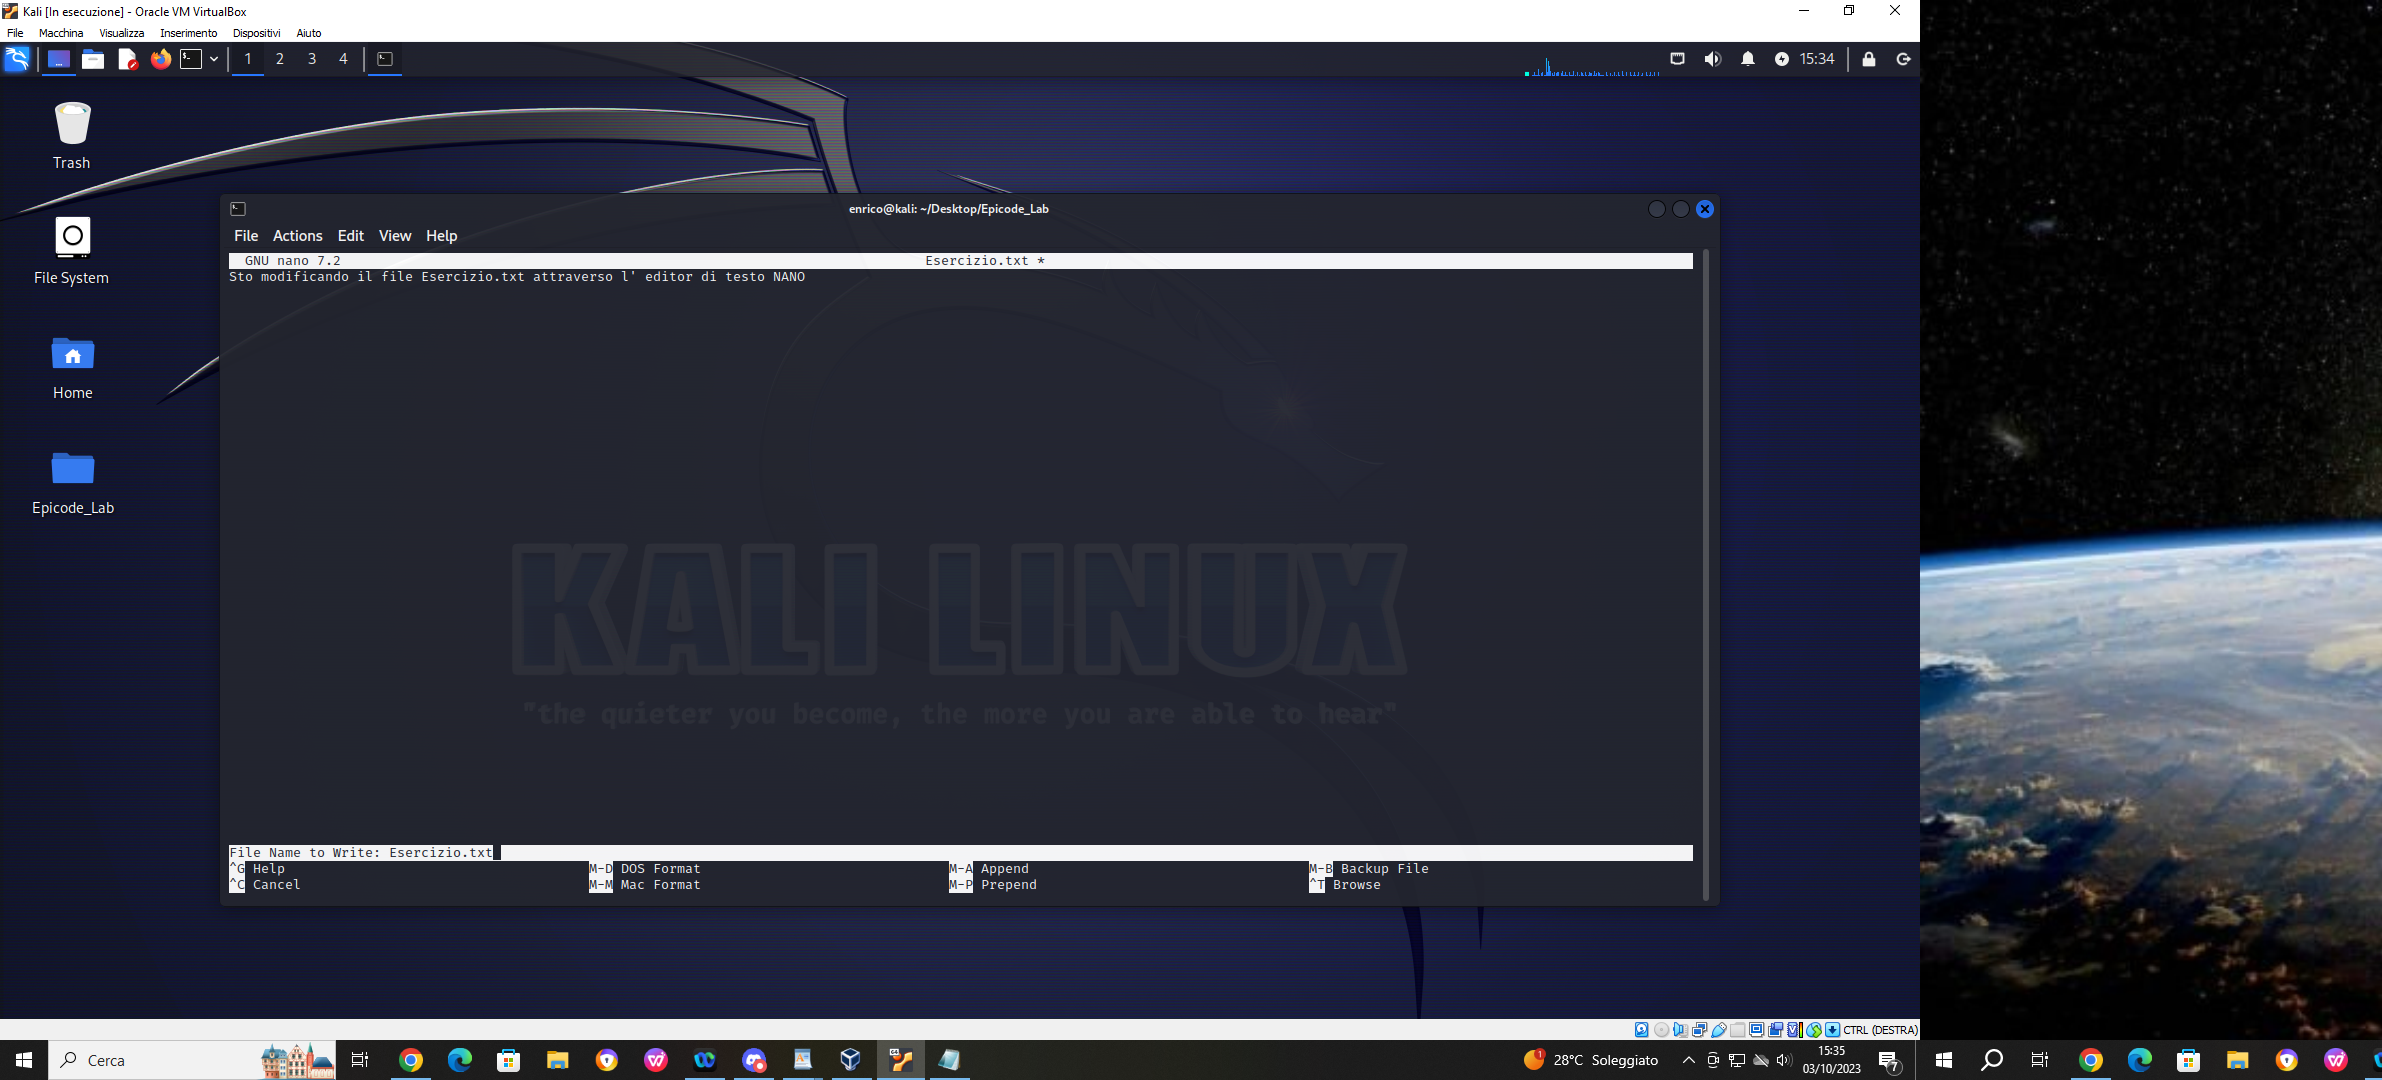 Kali [In esecuzione] - Oracle VM VirtualBox
File Macchina Visualizza Inserimento Dispositivi Aiuto
1 2 3 4
15:34
Trash
File System
Home
Epicode_Lab
enrico@kali: ~/Desktop/Epicode_Lab
File Actions Edit View Help
GNU nano 7.2 Esercizio.txt *
Sto modificando il file Esercizio.txt attraverso l' editor di testo NANO
KALI LINUX
"the quieter you become, the more you are able to hear"
File Name to Write: Esercizio.txt
^G Help M-D DOS Format M-A Append M-B Backup File
^C Cancel M-M Mac Format M-P Prepend ^T Browse
CTRL (DESTRA)
Cerca
1
28°C Soleggiato
15:35
03/10/2023
7